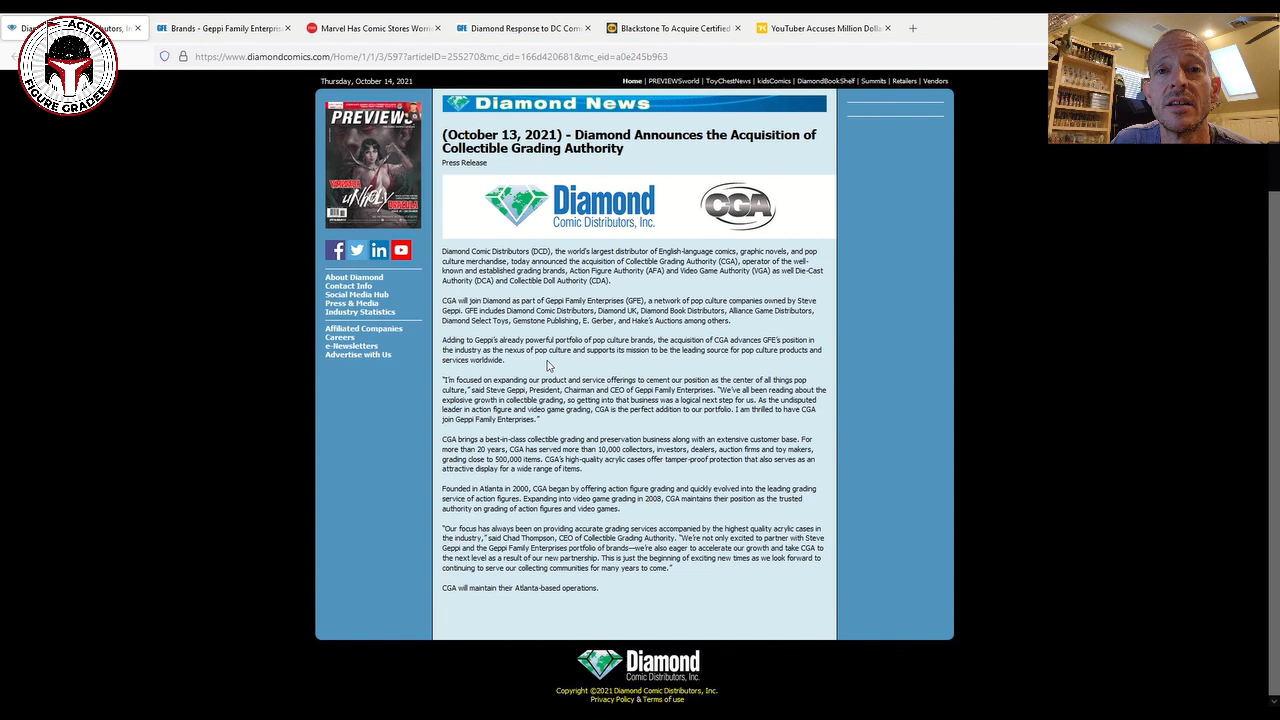 Diamond Announces the Acquisition
Brands - Geppi Family Enterpris
Marvel Has Comic Stores Worri
Diamond Response to DC Com
Blackstone To Acquire Certified
YouTuber Accuses Million Dolla
ACTION
FIGURE GRADER
https://www.diamondcomics.com/Home/1/1/3/597?articleID=255270&mc_cid=166d420681&mc_eid=a0e245b963
Thursday, October 14, 2021
Home | PREVIEWSworld | ToyChestNews | kidsComics | DiamondBookShelf | Summits | Retailers | Vendors
PREVIEWS
VAMPIRELLA
UNHOLY
DRACULA
Diamond News
(October 13, 2021) - Diamond Announces the Acquisition of
Collectible Grading Authority
Press Release
Diamond
Comic Distributors, Inc.
CGA
Diamond Comic Distributors (DCD), the world's largest distributor of English-language comics, graphic novels, and pop
culture merchandise, today announced the acquisition of Collectible Grading Authority (CGA), operator of the well-
known and established grading brands, Action Figure Authority (AFA) and Video Game Authority (VGA) as well Die-Cast
Authority (DCA) and Collectible Doll Authority (CDA).
CGA will join Diamond as part of Geppi Family Enterprises (GFE), a network of pop culture companies owned by Steve
Geppi. GFE includes Diamond Comic Distributors, Diamond UK, Diamond Book Distributors, Alliance Game Distributors,
Diamond Select Toys, Gemstone Publishing, E. Gerber, and Hake's Auctions among others.
Adding to Geppi's already powerful portfolio of pop culture brands, the acquisition of CGA advances GFE's position in
the industry as the nexus of pop culture and supports its mission to be the leading source for pop culture products and
services worldwide.
"I'm focused on expanding our product and service offerings to cement our position as the center of all things pop
culture," said Steve Geppi, President, Chairman and CEO of Geppi Family Enterprises. "We've all been reading about the
explosive growth in collectible grading, so getting into that business was a logical next step for us. As the undisputed
leader in action figure and video game grading, CGA is the perfect addition to our portfolio. I am thrilled to have CGA
join Geppi Family Enterprises."
CGA brings a best-in-class collectible grading and preservation business along with an extensive customer base. For
more than 20 years, CGA has served more than 10,000 collectors, investors, dealers, auction firms and toy makers,
grading close to 500,000 items. CGA's high-quality acrylic cases offer tamper-proof protection that also serves as an
attractive display for a wide range of items.
Founded in Atlanta in 2000, CGA began by offering action figure grading and quickly evolved into the leading grading
service of action figures. Expanding into video game grading in 2008, CGA maintains their position as the trusted
authority on grading of action figures and video games.
"Our focus has always been on providing accurate grading services accompanied by the highest quality acrylic cases in
the industry," said Chad Thompson, CEO of Collectible Grading Authority. "We're not only excited to partner with Steve
Geppi and the Geppi Family Enterprises portfolio of brands—we're also eager to accelerate our growth and take CGA to
the next level as a result of our new partnership. This is just the beginning of exciting new times as we look forward to
continuing to serve our collecting communities for many years to come."
CGA will maintain their Atlanta-based operations.
About Diamond
Contact Info
Social Media Hub
Press & Media
Industry Statistics
Affiliated Companies
Careers
e-Newsletters
Advertise with Us
Diamond
Comic Distributors, Inc.
Copyright ©2021 Diamond Comic Distributors, Inc.
Privacy Policy & Terms of use